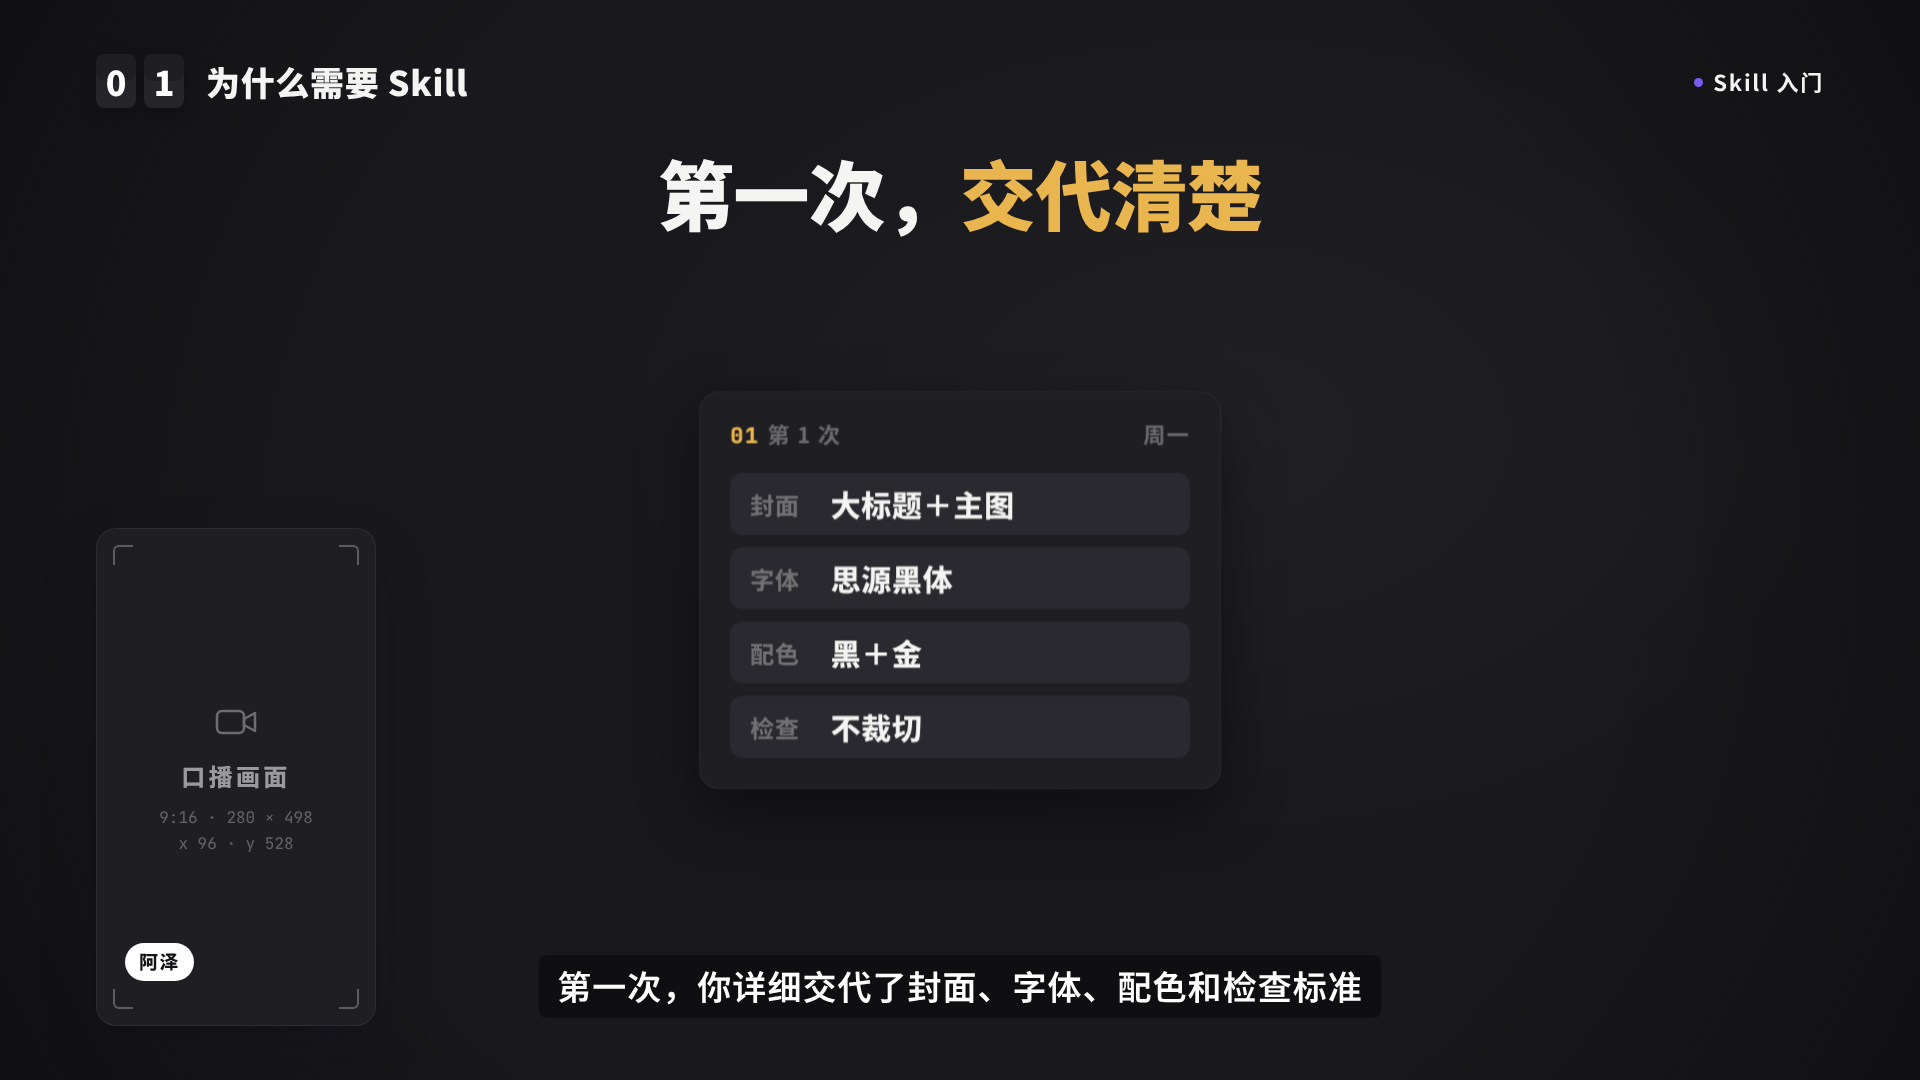 01 为什么需要 Skill
Skill 入门
第一次，交代清楚
01 第 1 次
周一
封面 大标题＋主图
字体 思源黑体
配色 黑＋金
检查 不裁切
口播画面
9:16 · 280 × 498
x 96 · y 528
阿泽
第一次，你详细交代了封面、字体、配色和检查标准